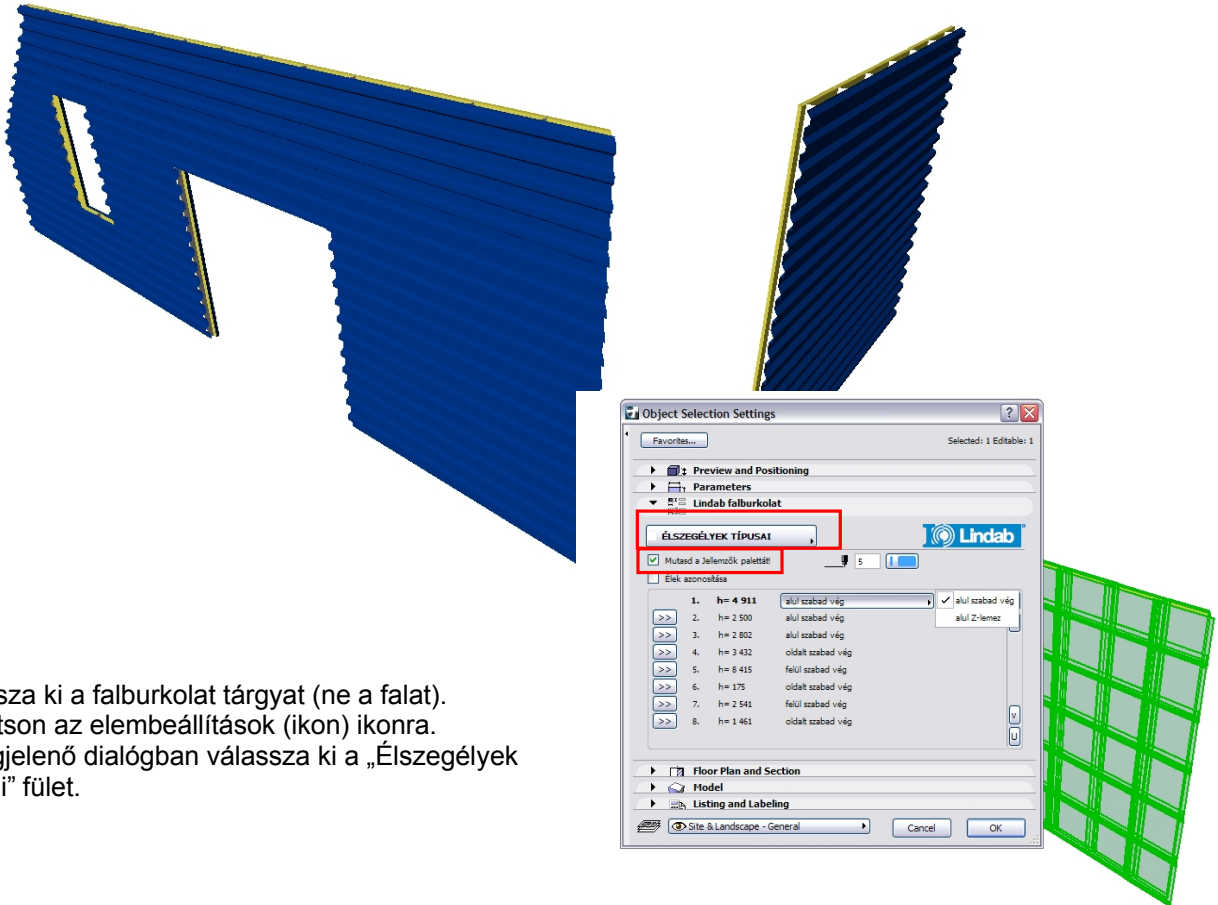 Object Selection Settings
Favorites...
Selected: 1 Editable: 1
Preview and Positioning
Parameters
Lindab falburkolat
ÉLSZEGÉLYEK TÍPUSAI
Lindab
Mutasd a Jellemzők palettát!
5
Élek azonosítása
1. h= 4 911 alul szabad vég
alul szabad vég
alul Z-lemez
>> 2. h= 2 500 alul szabad vég
>> 3. h= 2 802 alul szabad vég
>> 4. h= 3 432 oldalt szabad vég
>> 5. h= 8 415 felül szabad vég
>> 6. h= 175 oldalt szabad vég
>> 7. h= 2 541 felül szabad vég
>> 8. h= 1 461 oldalt szabad vég
V
U
Floor Plan and Section
Model
Listing and Labeling
Site & Landscape - General
Cancel
OK
ssza ki a falburkolat tárgyat (ne a falat).
tson az elembeállítások (ikon) ikonra.
gjelenő dialógban válassza ki a „Élszegélyek
i” fület.